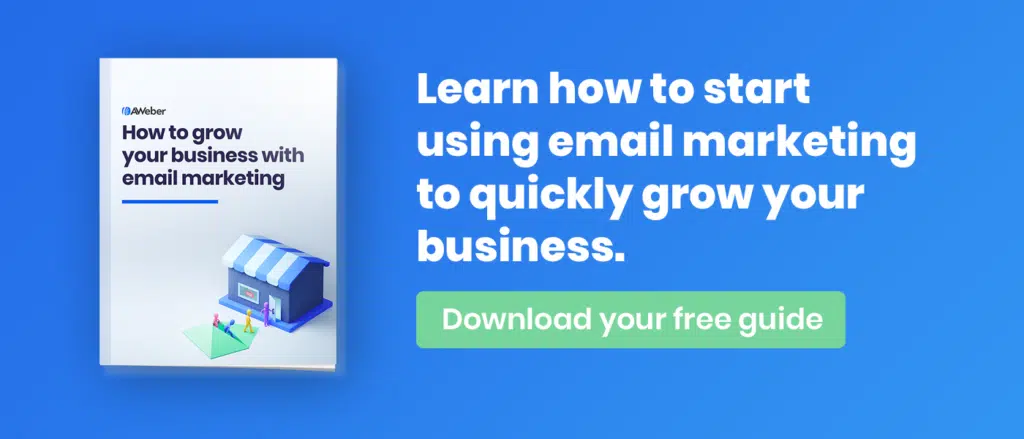 AWeber
How to grow
your business with
email marketing
Learn how to start
using email marketing
to quickly grow your
business.
Download your free guide